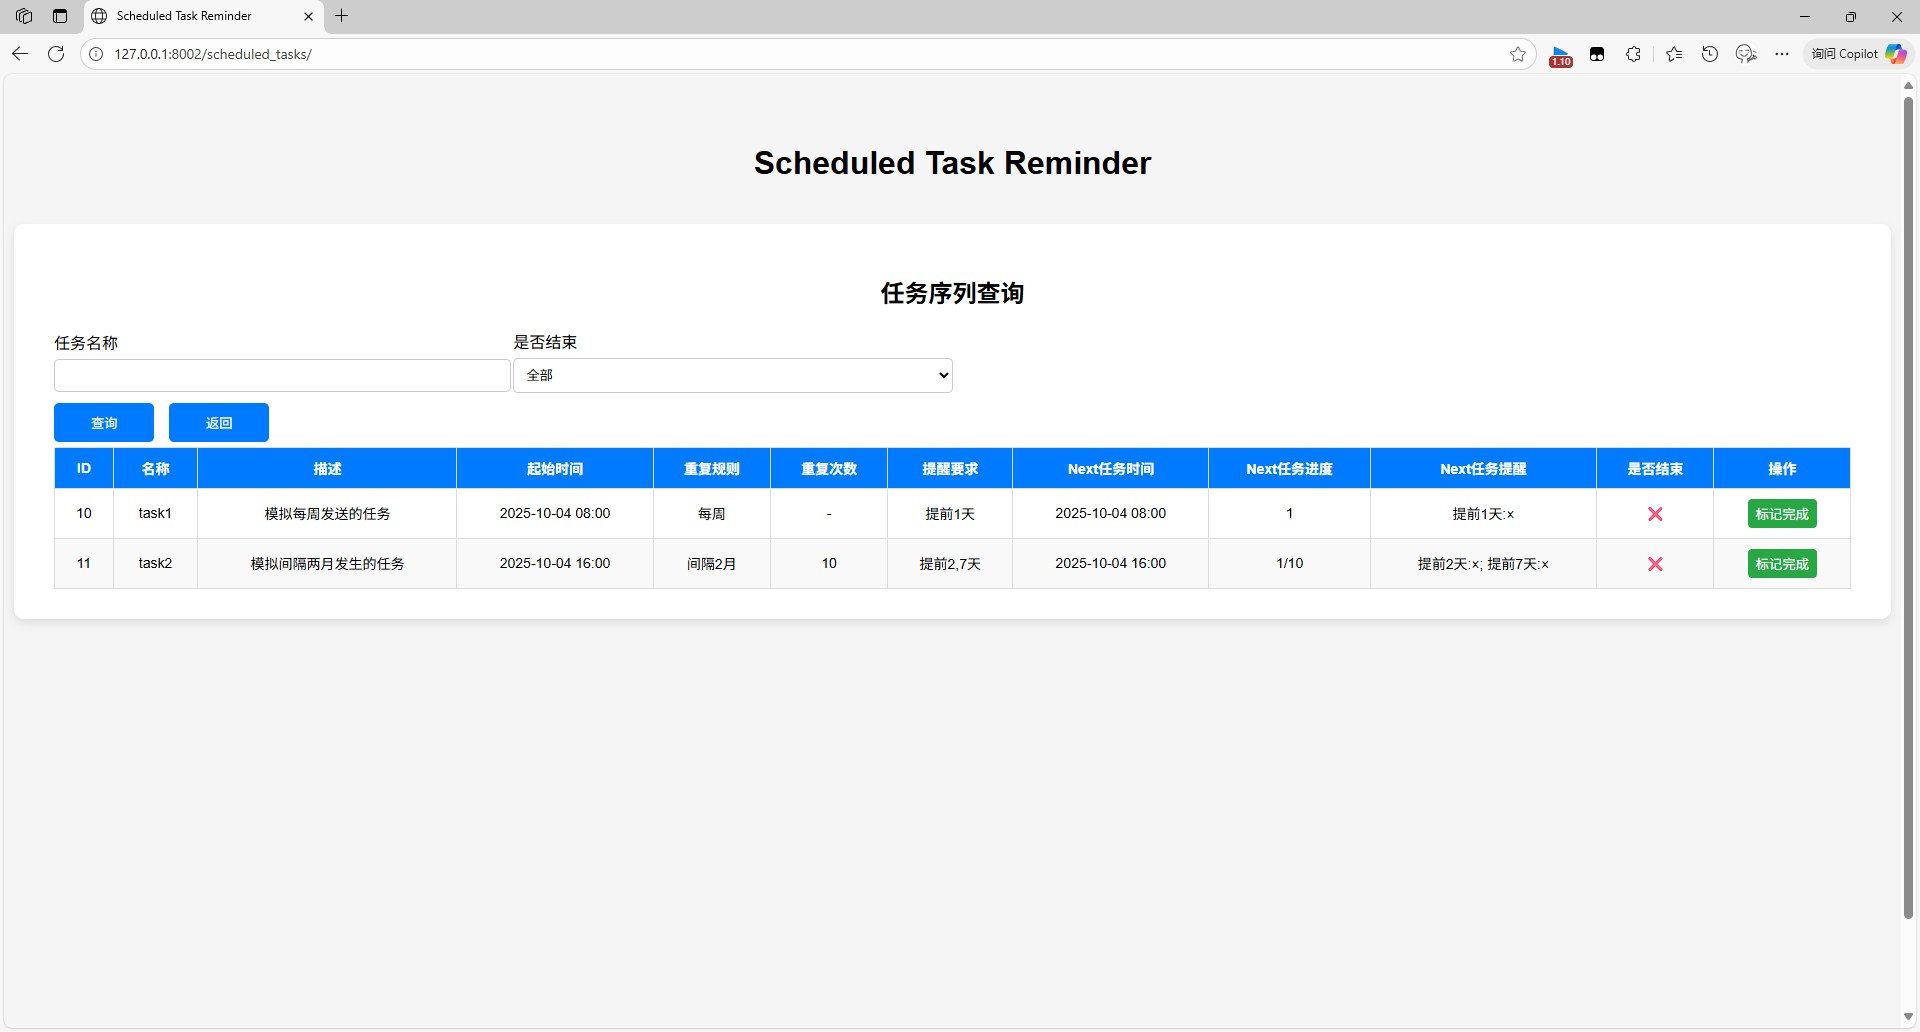 Scheduled Task Reminder
127.0.0.1:8002/scheduled_tasks/
1.10
询问 Copilot
Scheduled Task Reminder
任务序列查询
任务名称 是否结束
全部
查询 返回
ID 名称 描述 起始时间 重复规则 重复次数 提醒要求 Next任务时间 Next任务进度 Next任务提醒 是否结束 操作
10 task1 模拟每周发送的任务 2025-10-04 08:00 每周 - 提前1天 2025-10-04 08:00 1 提前1天:× ❌ 标记完成
11 task2 模拟间隔两月发生的任务 2025-10-04 16:00 间隔2月 10 提前2,7天 2025-10-04 16:00 1/10 提前2天:×; 提前7天:× ❌ 标记完成